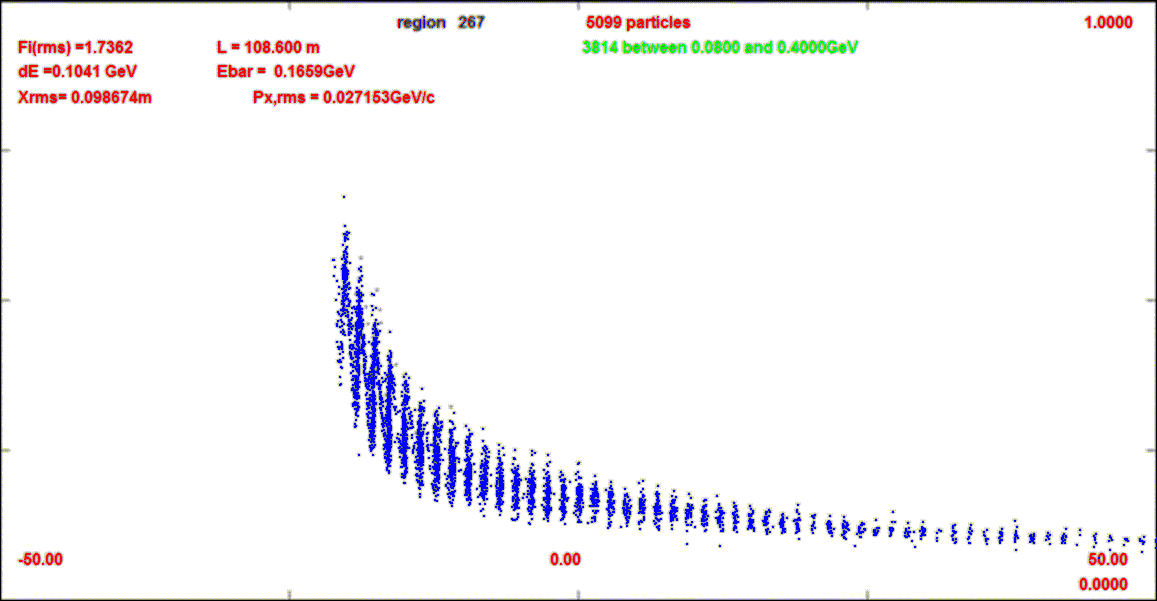 region 267 5099 particles 1.0000
Fi(rms) =1.7362 L = 108.600 m 3814 between 0.0800 and 0.4000GeV
dE =0.1041 GeV Ebar = 0.1659GeV
Xrms= 0.098674m Px,rms = 0.027153GeV/c
-50.00 0.00 50.00
0.0000